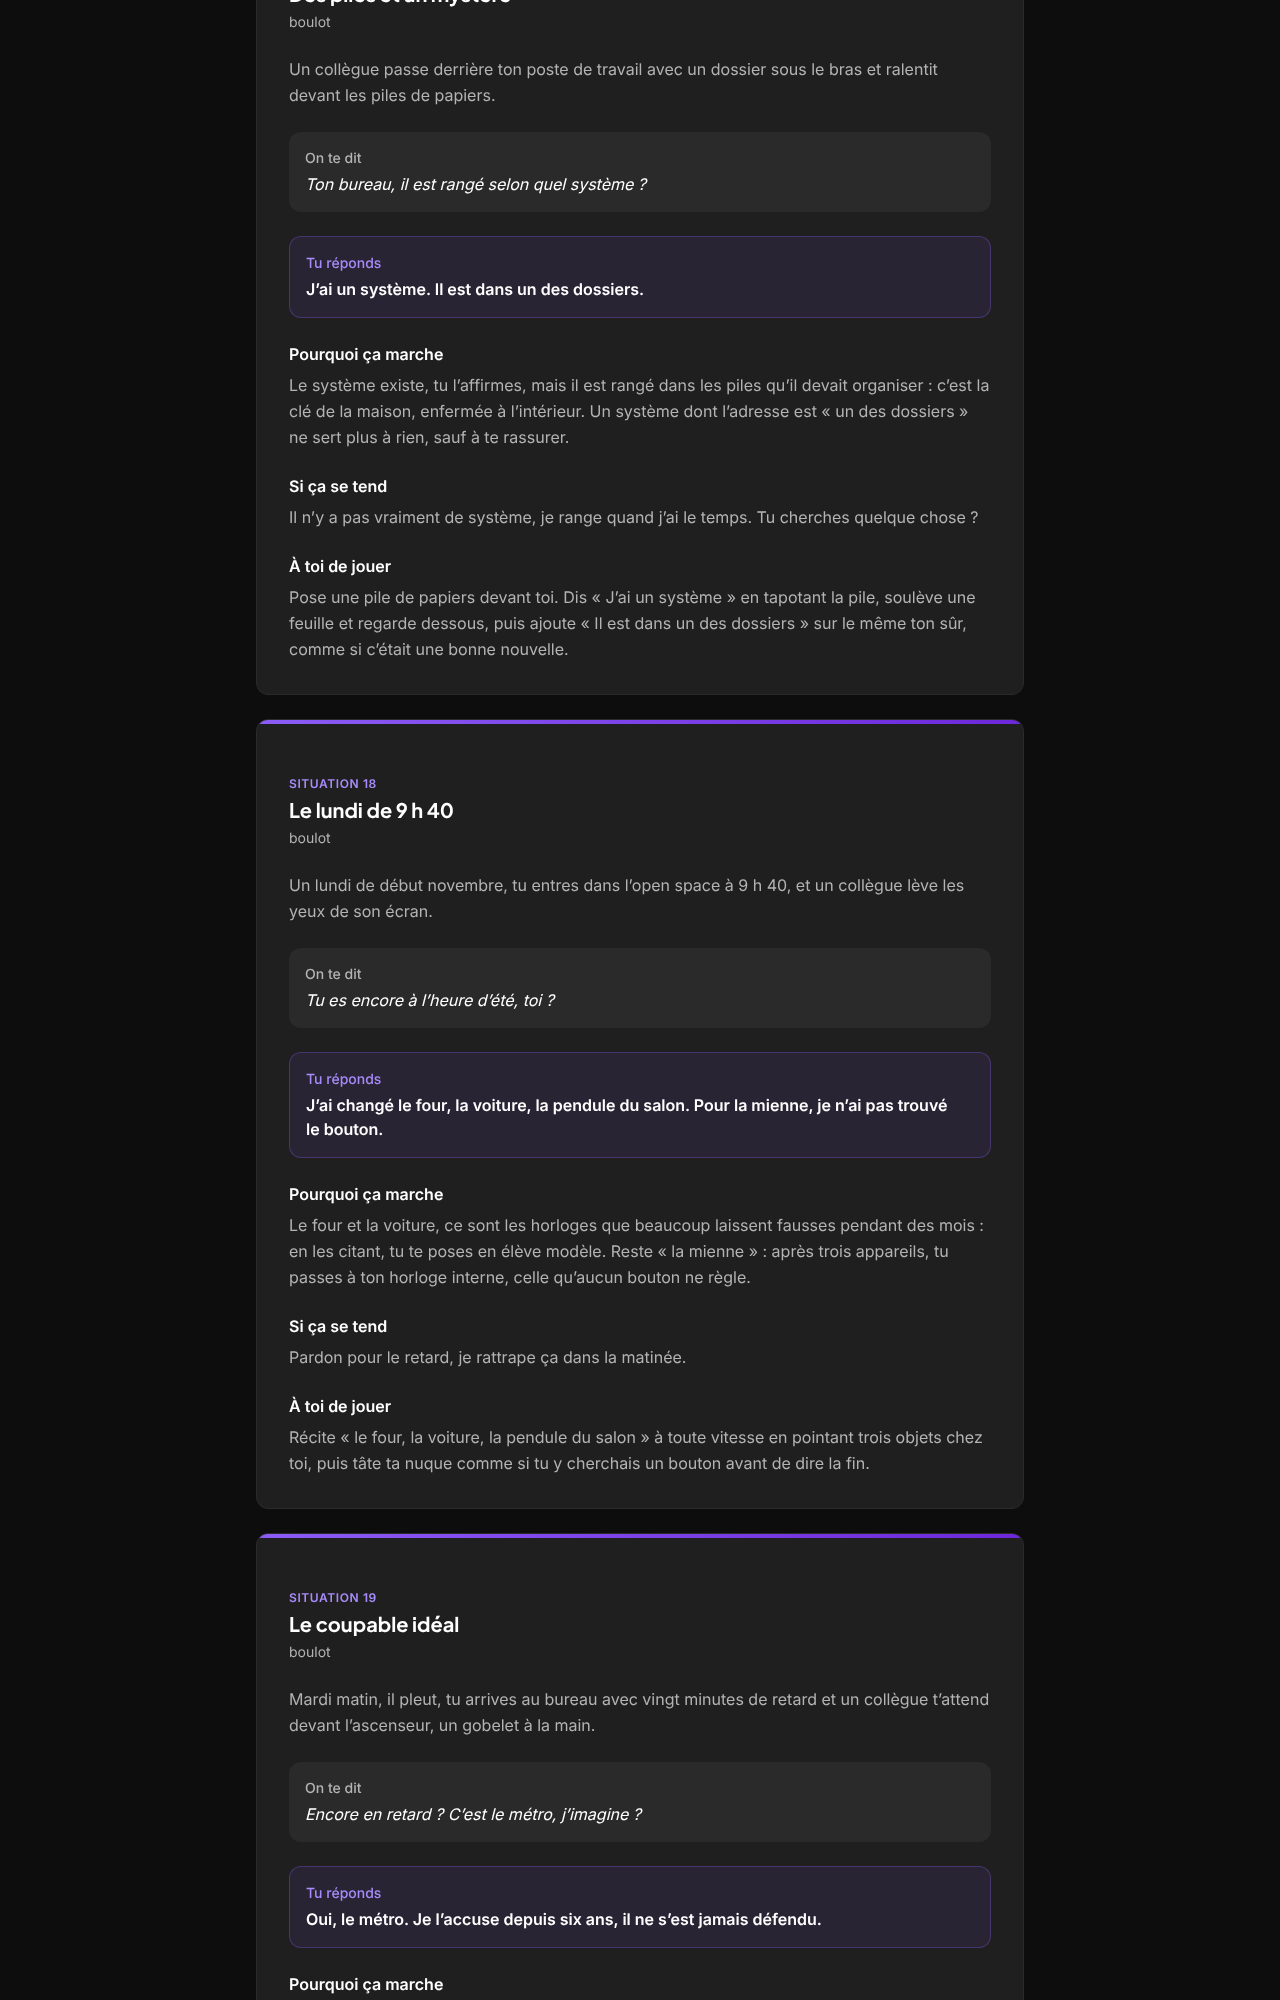 boulot
Un collègue passe derrière ton poste de travail avec un dossier sous le bras et ralentit
devant les piles de papiers.
On te dit
Ton bureau, il est rangé selon quel système ?
Tu réponds
J’ai un système. Il est dans un des dossiers.
Pourquoi ça marche
Le système existe, tu l’affirmes, mais il est rangé dans les piles qu’il devait organiser : c’est la
clé de la maison, enfermée à l’intérieur. Un système dont l’adresse est « un des dossiers »
ne sert plus à rien, sauf à te rassurer.
Si ça se tend
Il n’y a pas vraiment de système, je range quand j’ai le temps. Tu cherches quelque chose ?
À toi de jouer
Pose une pile de papiers devant toi. Dis « J’ai un système » en tapotant la pile, soulève une
feuille et regarde dessous, puis ajoute « Il est dans un des dossiers » sur le même ton sûr,
comme si c’était une bonne nouvelle.
SITUATION 18
Le lundi de 9 h 40
boulot
Un lundi de début novembre, tu entres dans l’open space à 9 h 40, et un collègue lève les
yeux de son écran.
On te dit
Tu es encore à l’heure d’été, toi ?
Tu réponds
J’ai changé le four, la voiture, la pendule du salon. Pour la mienne, je n’ai pas trouvé
le bouton.
Pourquoi ça marche
Le four et la voiture, ce sont les horloges que beaucoup laissent fausses pendant des mois :
en les citant, tu te poses en élève modèle. Reste « la mienne » : après trois appareils, tu
passes à ton horloge interne, celle qu’aucun bouton ne règle.
Si ça se tend
Pardon pour le retard, je rattrape ça dans la matinée.
À toi de jouer
Récite « le four, la voiture, la pendule du salon » à toute vitesse en pointant trois objets chez
toi, puis tâte ta nuque comme si tu y cherchais un bouton avant de dire la fin.
SITUATION 19
Le coupable idéal
boulot
Mardi matin, il pleut, tu arrives au bureau avec vingt minutes de retard et un collègue t’attend
devant l’ascenseur, un gobelet à la main.
On te dit
Encore en retard ? C’est le métro, j’imagine ?
Tu réponds
Oui, le métro. Je l’accuse depuis six ans, il ne s’est jamais défendu.
Pourquoi ça marche